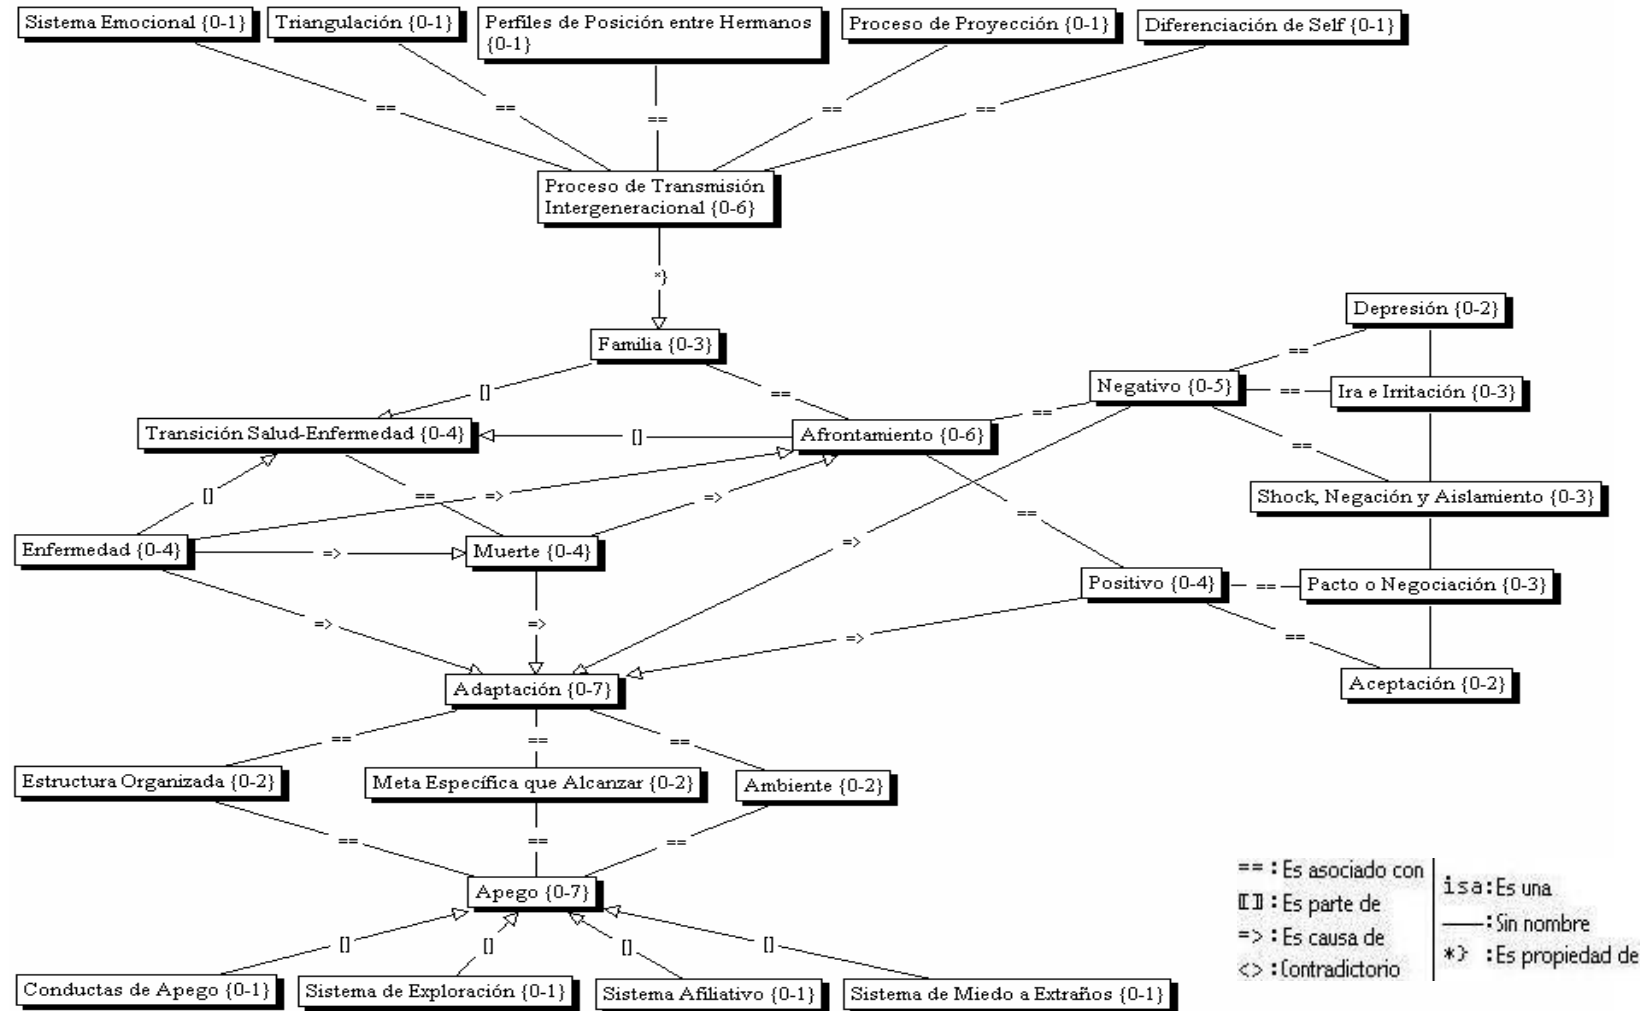 Sistema Emocional {0-1}
Triangulación {0-1}
Perfiles de Posición entre Hermanos
{0-1}
Proceso de Proyección {0-1}
Diferenciación de Self {0-1}
==
==
==
==
==
Proceso de Transmisión
Intergeneracional {0-6}
*}
Familia {0-3}
Depresión {0-2}
==
[]
==
Negativo {0-5}
==
Ira e Irritación {0-3}
==
Transición Salud-Enfermedad {0-4}
[]
Afrontamiento {0-6}
==
[]
==
=>
=>
Shock, Negación y Aislamiento {0-3}
==
Enfermedad {0-4}
=>
Muerte {0-4}
=>
Positivo {0-4}
==
Pacto o Negociación {0-3}
=>
=>
=>
==
Adaptación {0-7}
Aceptación {0-2}
==
==
==
Estructura Organizada {0-2}
Meta Específica que Alcanzar {0-2}
Ambiente {0-2}
==
==
==
Apego {0-7}
[]
[]
[]
[]
Conductas de Apego {0-1}
Sistema de Exploración {0-1}
Sistema Afiliativo {0-1}
Sistema de Miedo a Extraños {0-1}
== : Es asociado con
[] : Es parte de
=> : Es causa de
<> : Contradictorio
isa: Es una
——: Sin nombre
*} : Es propiedad de